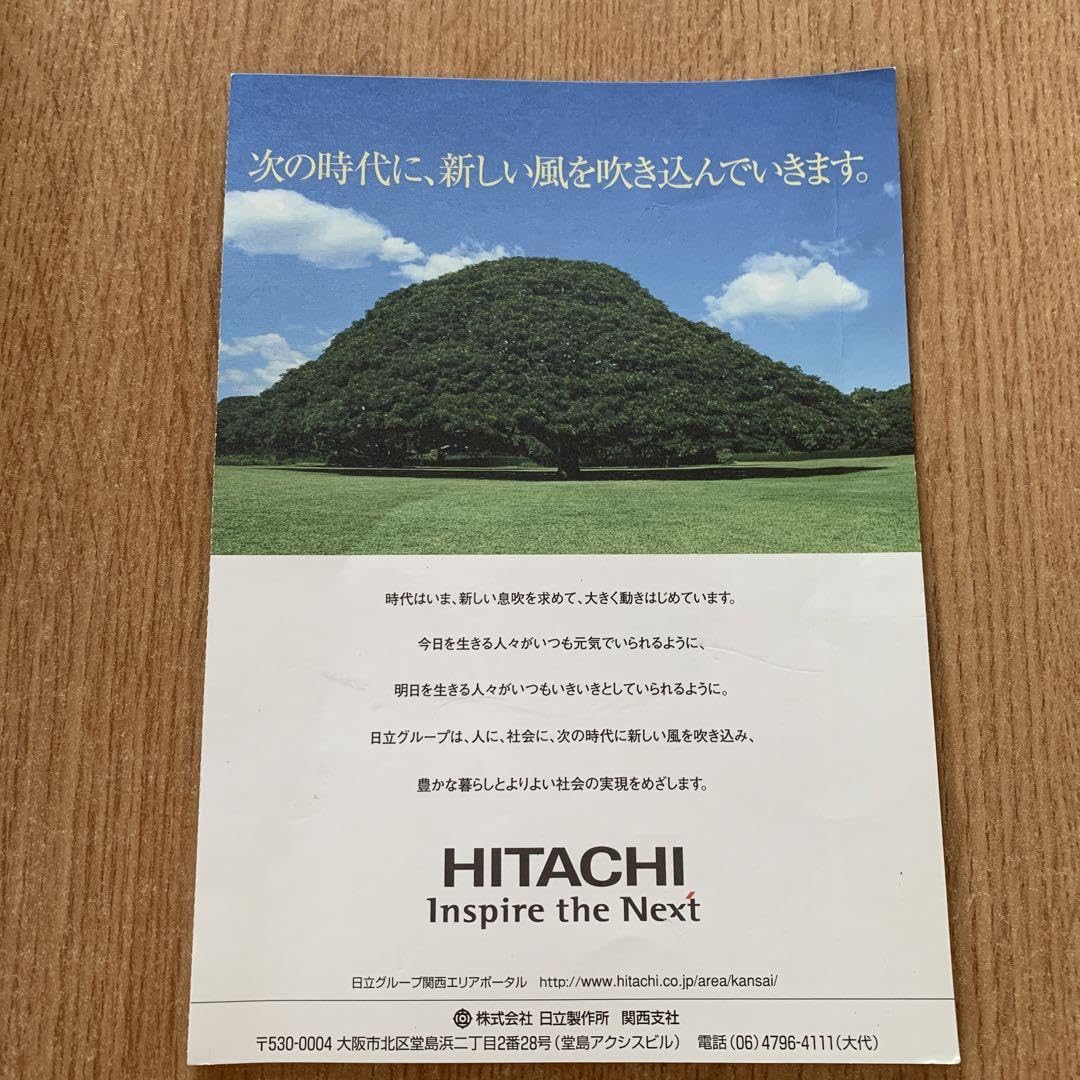 次の時代に、新しい風を吹き込んでいきます。
時代はいま、新しい息吹を求めて、大きく動きはじめています。
今日を生きる人々がいつも元気でいられるように、
明日を生きる人々がいつもいきいきとしていられるように。
日立グループは、人に、社会に、次の時代に新しい風を吹き込み、
豊かな暮らしとよりよい社会の実現をめざします。
HITACHI
Inspire the Next
日立グループ関西エリアポータル http://www.hitachi.co.jp/area/kansai/
株式会社 日立製作所 関西支社
〒530-0004 大阪市北区堂島浜二丁目2番28号(堂島アクシスビル) 電話(06)4796-4111(大代)